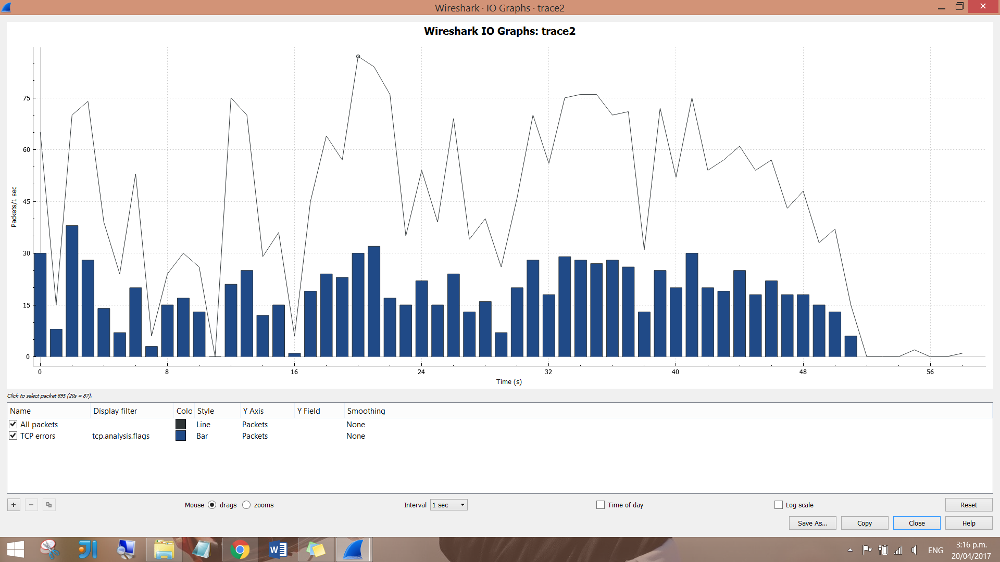 Wireshark · IO Graphs · trace2
Wireshark IO Graphs: trace2
75
60
45
30
15
0
Packets/1 sec
0 8 16 24 32 40 48 56
Time (s)
Click to select packet 895 (20s = 87).
Name Display filter Colo Style Y Axis Y Field Smoothing
All packets Line Packets None
TCP errors tcp.analysis.flags Bar Packets None
Mouse drags zooms Interval 1 sec Time of day Log scale Reset
Save As... Copy Close Help
ENG
3:16 p.m.
20/04/2017